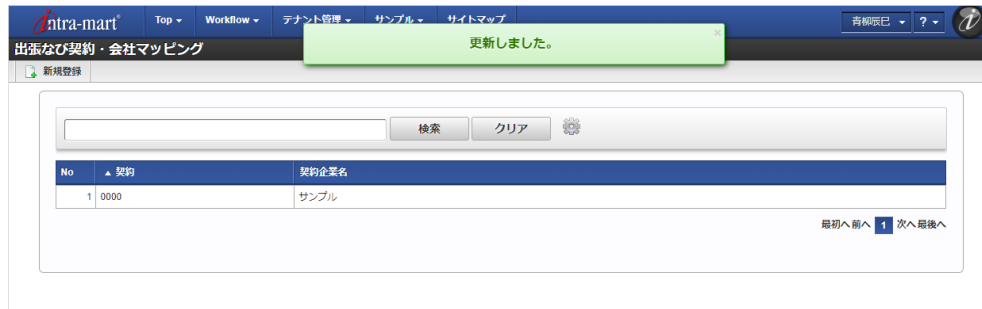 intra-mart® Top Workflow テナント管理 サンプル サイトマップ 青柳辰巳 ?
更新しました。 ×
出張なび契約・会社マッピング
新規登録
検索 クリア
No ▲ 契約 契約企業名
1 0000 サンプル
最初へ 前へ 1 次へ 最後へ